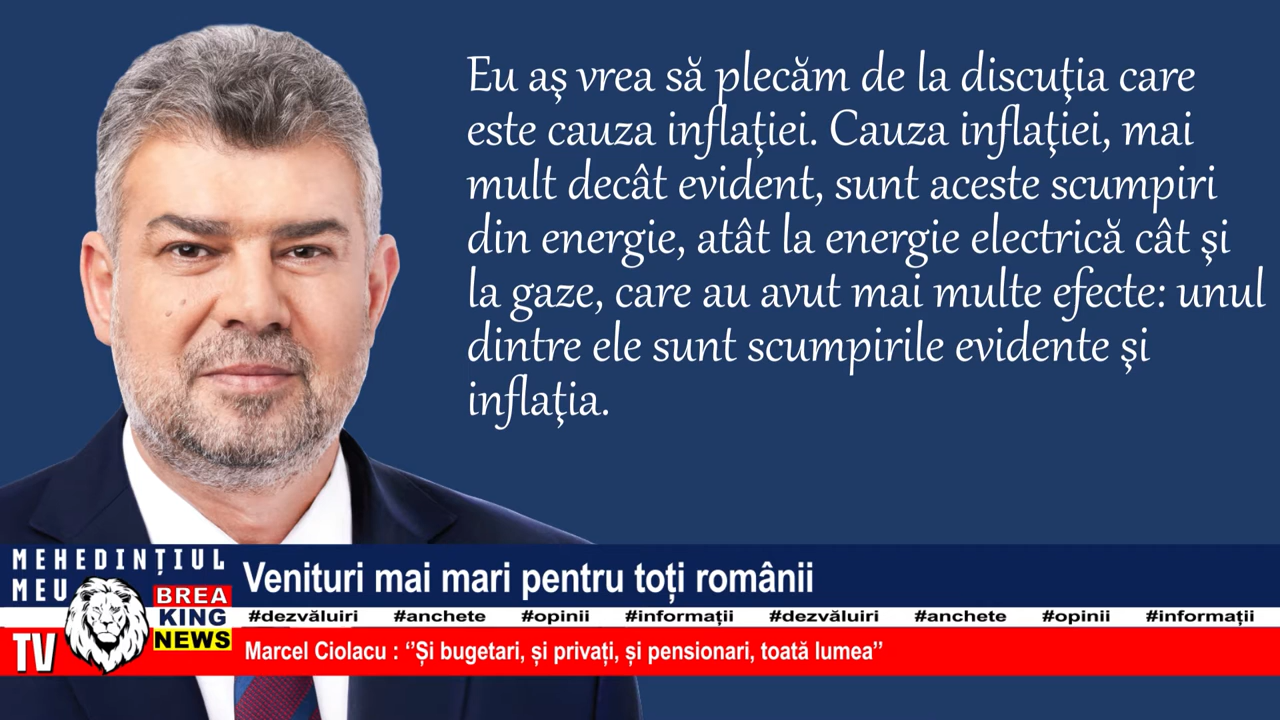 Eu aş vrea să plecăm de la discuţia care
este cauza inflaţiei. Cauza inflaţiei, mai
mult decât evident, sunt aceste scumpiri
din energie, atât la energie electrică cât şi
la gaze, care au avut mai multe efecte: unul
dintre ele sunt scumpirile evidente şi
inflaţia.
MEHEDINȚIUL
MEU
TV
BREA
KING
NEWS
Venituri mai mari pentru toți românii
#dezvăluiri #anchete #opinii #informații #dezvăluiri #anchete #opinii #informații
Marcel Ciolacu : ‘’Și bugetari, și privați, și pensionari, toată lumea’’